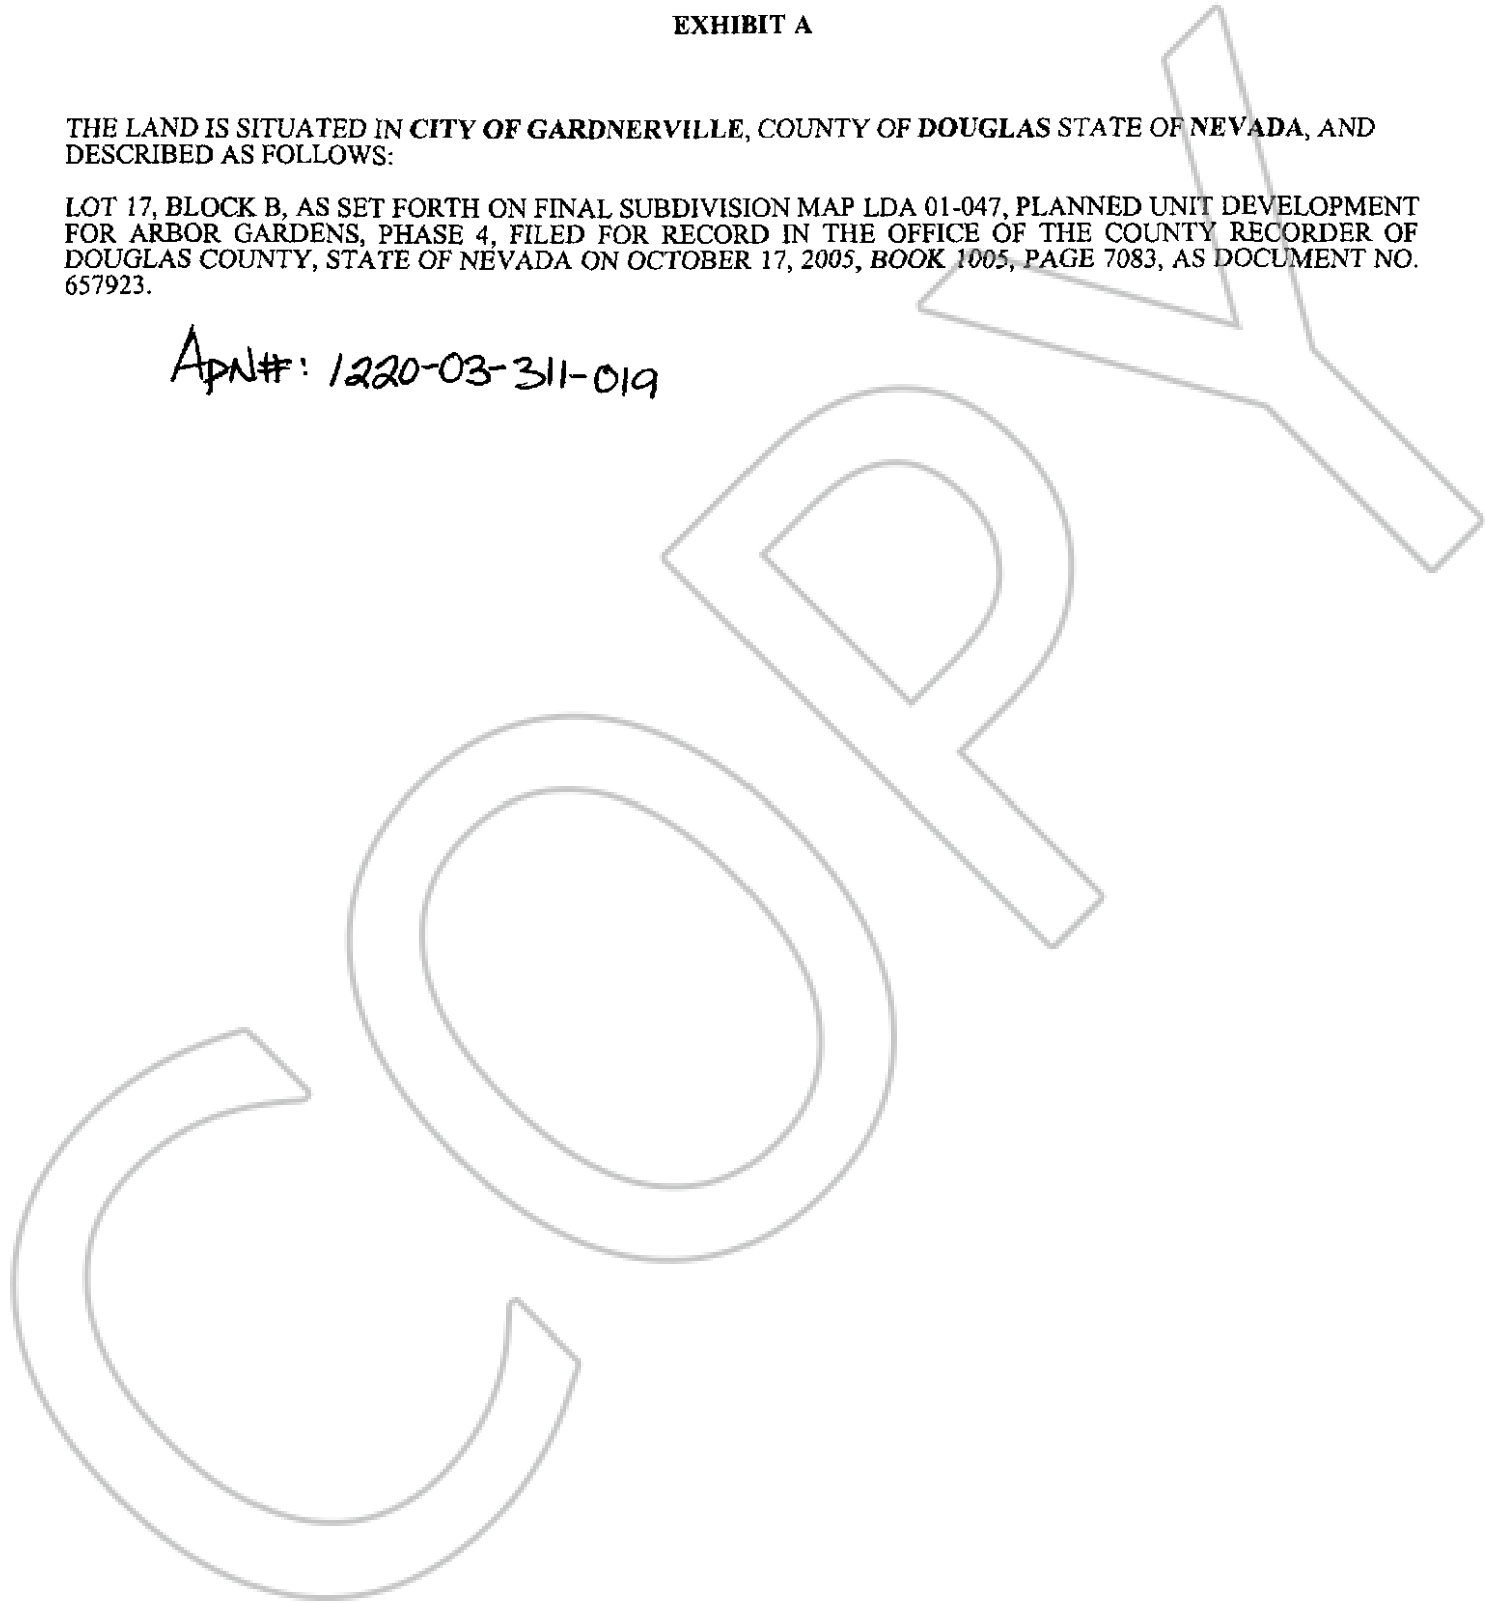 EXHIBIT A
THE LAND IS SITUATED IN CITY OF GARDNERVILLE, COUNTY OF DOUGLAS STATE OF NEVADA, AND
DESCRIBED AS FOLLOWS:
LOT 17, BLOCK B, AS SET FORTH ON FINAL SUBDIVISION MAP LDA 01-047, PLANNED UNIT DEVELOPMENT
FOR ARBOR GARDENS, PHASE 4, FILED FOR RECORD IN THE OFFICE OF THE COUNTY RECORDER OF
DOUGLAS COUNTY, STATE OF NEVADA ON OCTOBER 17, 2005, BOOK 1005, PAGE 7083, AS DOCUMENT NO.
657923.
APN#: 1220-03-311-019
COPY